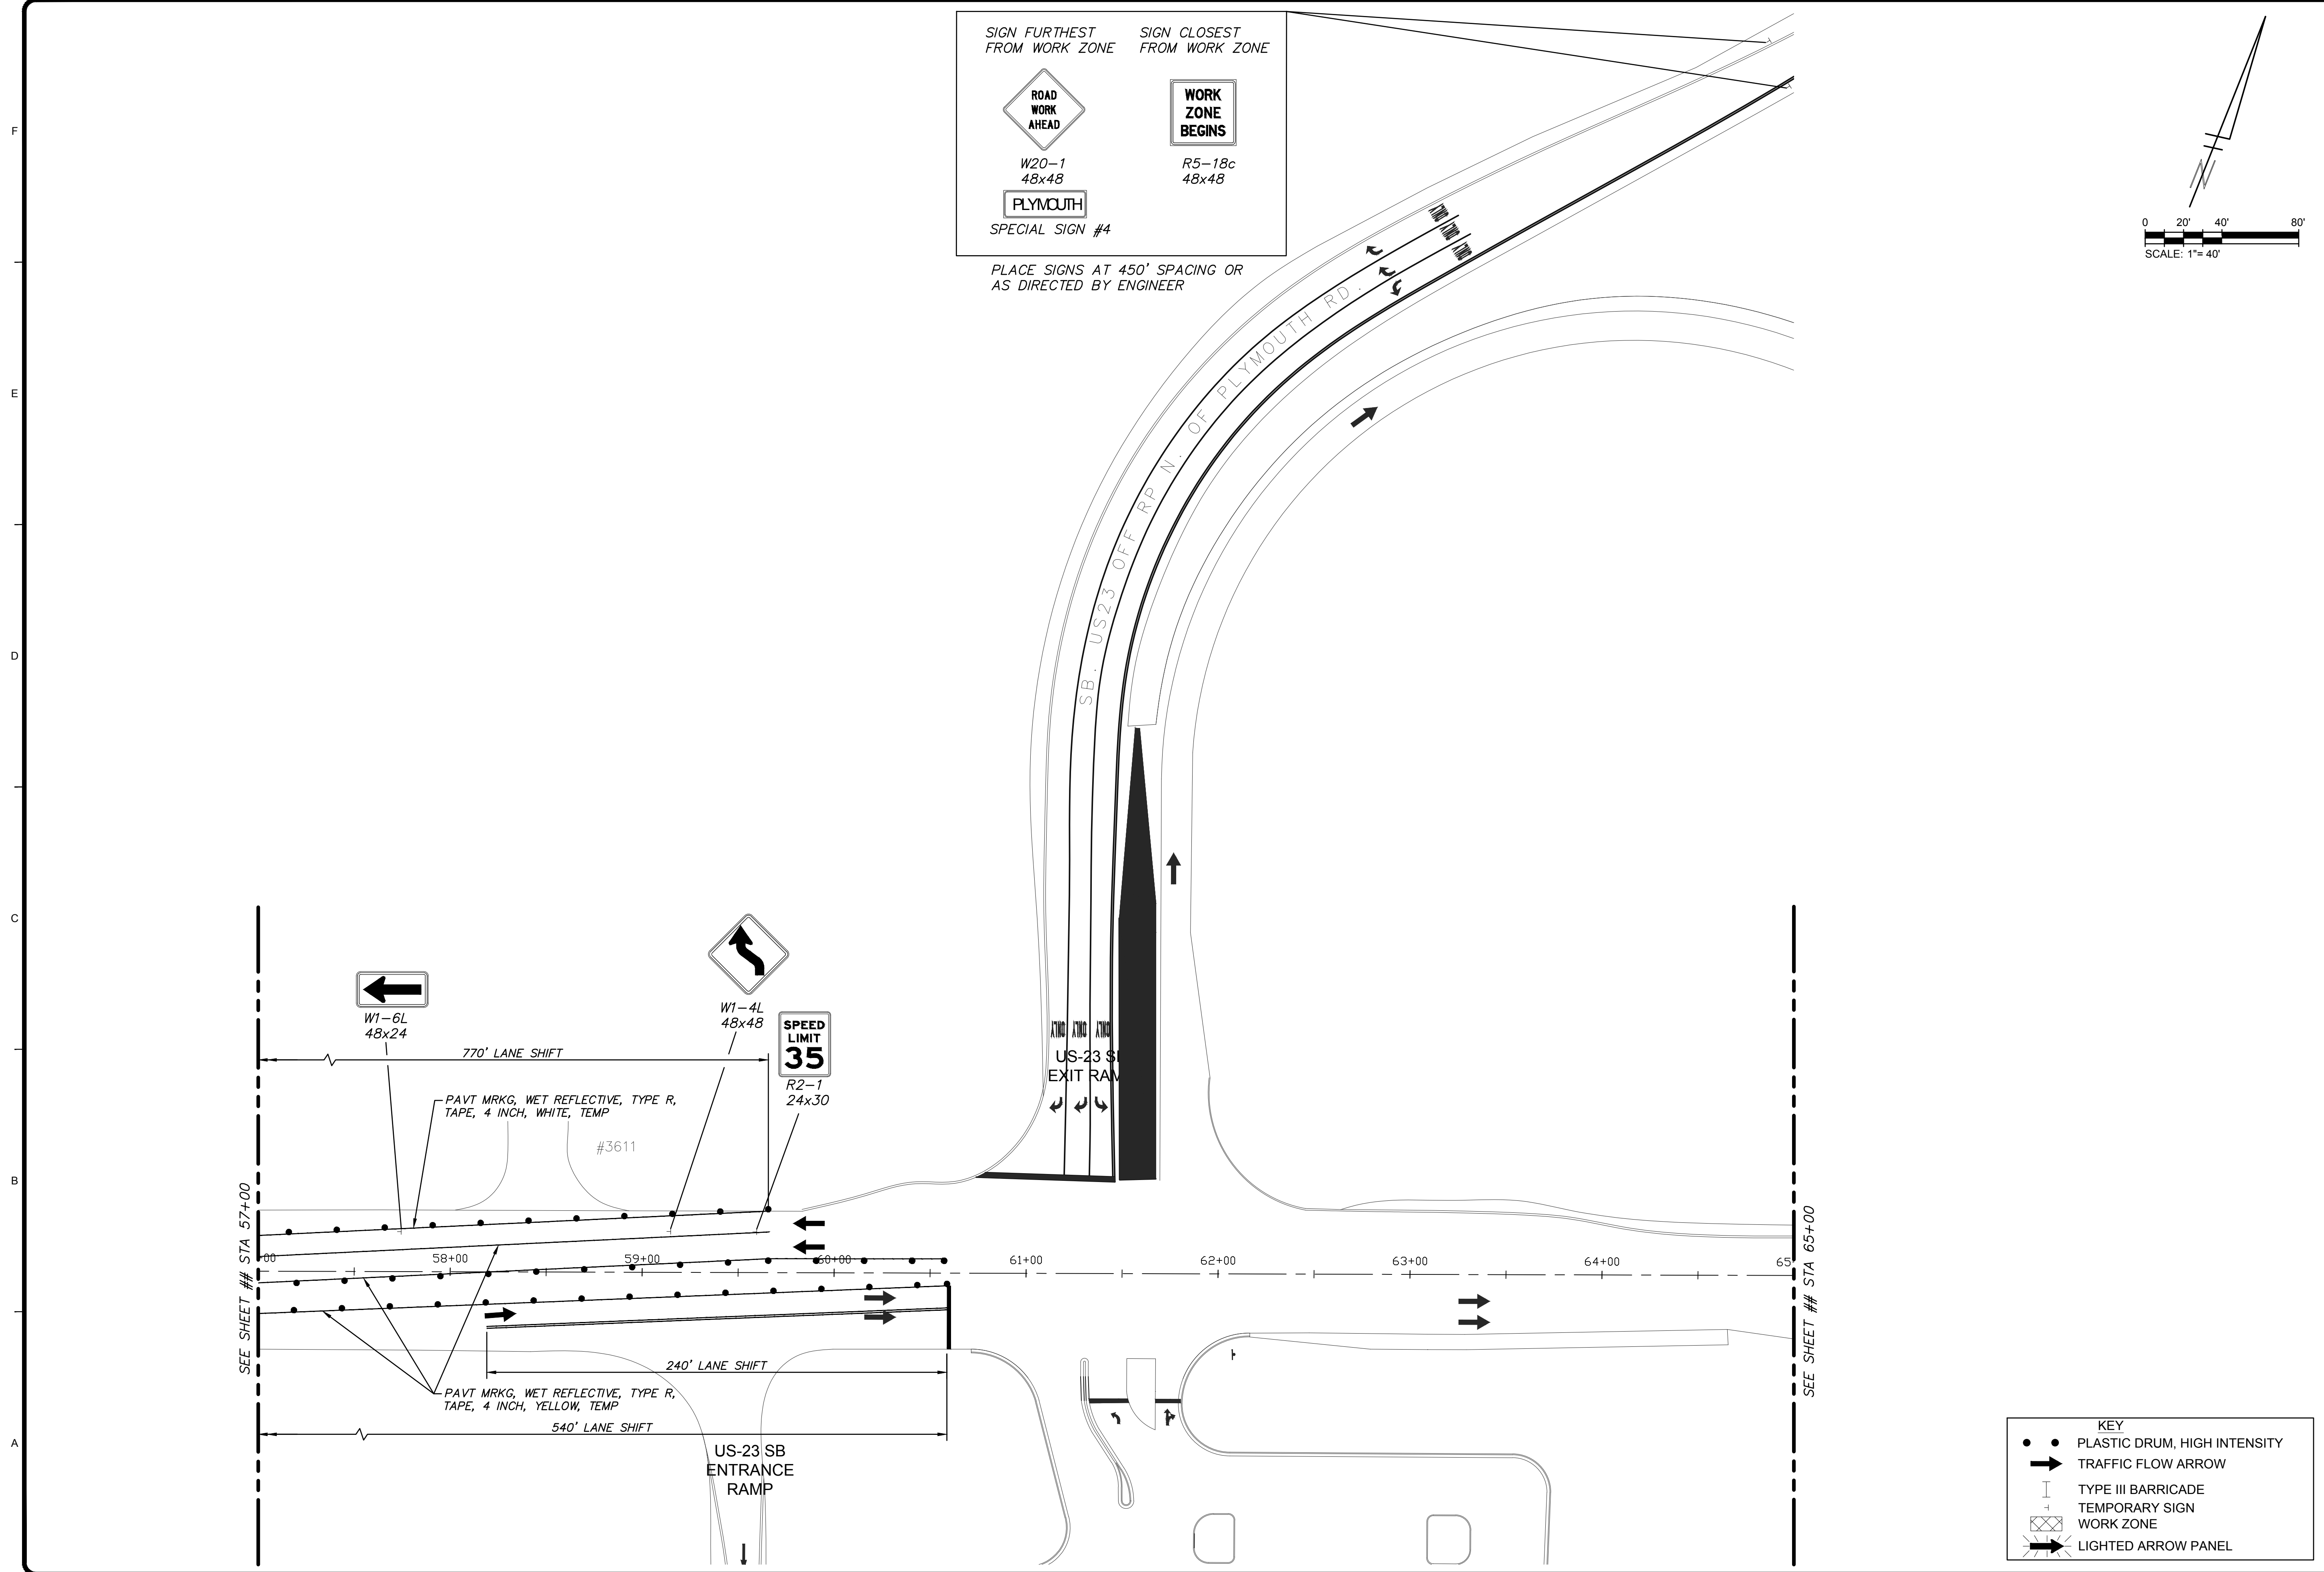 SIGN FURTHEST
FROM WORK ZONE
SIGN CLOSEST
FROM WORK ZONE
ROAD
WORK
AHEAD
WORK
ZONE
BEGINS
W20-1
48x48
R5-18c
48x48
PLYMOUTH
SPECIAL SIGN #4
PLACE SIGNS AT 450' SPACING OR
AS DIRECTED BY ENGINEER
N
0 20' 40' 80'
SCALE: 1"= 40'
F
E
D
C
B
A
ONLY
ONLY
ONLY
SB. US23 OFF RP N. OF PLYMOUTH RD.
W1-6L
48x24
W1-4L
48x48
SPEED
LIMIT
35
R2-1
24x30
770' LANE SHIFT
PAVT MRKG, WET REFLECTIVE, TYPE R,
TAPE, 4 INCH, WHITE, TEMP
#3611
ONLY ONLY ONLY
US-23 S
EXIT RAM
SEE SHEET ## STA 57+00
+00 58+00 59+00 60+00 61+00 62+00 63+00 64+00 65
SEE SHEET ## STA 65+00
240' LANE SHIFT
PAVT MRKG, WET REFLECTIVE, TYPE R,
TAPE, 4 INCH, YELLOW, TEMP
540' LANE SHIFT
US-23 SB
ENTRANCE
RAMP
KEY
PLASTIC DRUM, HIGH INTENSITY
TRAFFIC FLOW ARROW
TYPE III BARRICADE
TEMPORARY SIGN
WORK ZONE
LIGHTED ARROW PANEL